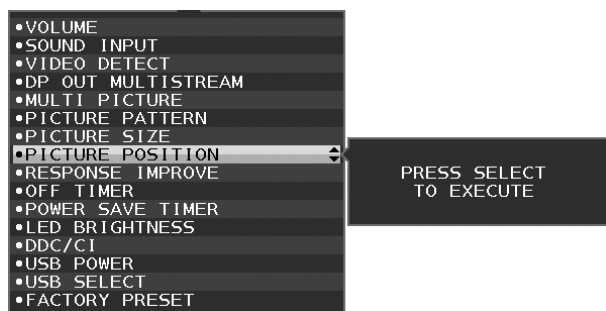 •VOLUME
•SOUND INPUT
•VIDEO DETECT
•DP OUT MULTISTREAM
•MULTI PICTURE
•PICTURE PATTERN
•PICTURE SIZE
•PICTURE POSITION
•RESPONSE IMPROVE
•OFF TIMER
•POWER SAVE TIMER
•LED BRIGHTNESS
•DDC/CI
•USB POWER
•USB SELECT
•FACTORY PRESET
PRESS SELECT
TO EXECUTE